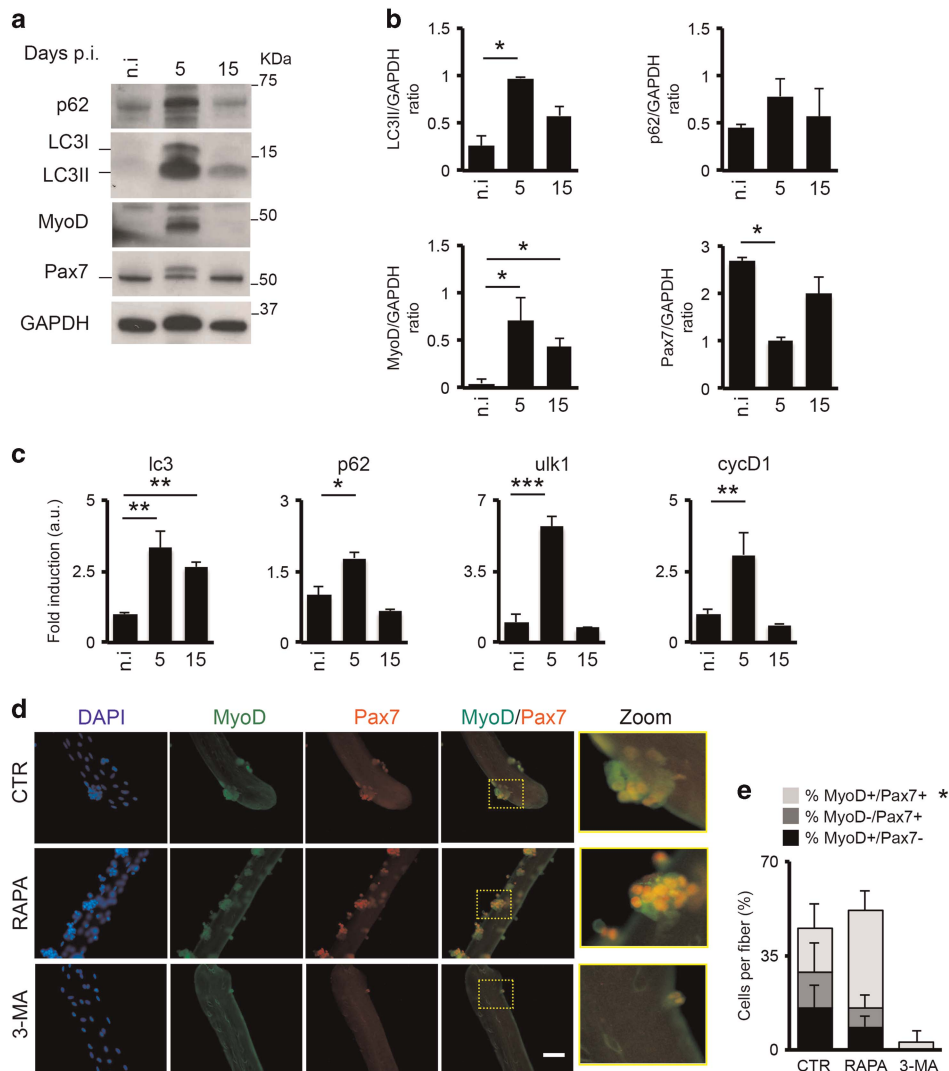 a
Days p.i.
n.i
5
15
KDa
75
p62
LC3I
15
LC3II
MyoD
50
Pax7
50
37
GAPDH
b
LC3II/GAPDH
ratio
1.5
1
0.5
0
*
n.i
5
15
p62/GAPDH
ratio
1.5
1
0.5
0
n.i
5
15
MyoD/GAPDH
ratio
1.5
1
0.5
0
*
*
n.i
5
15
Pax7/GAPDH
ratio
3
2
1
0
*
n.i
5
15
c
Fold induction (a.u.)
lc3
5
2.5
0
**
**
n.i
5
15
p62
3
1.5
0
*
n.i
5
15
ulk1
7
3.5
0
***
n.i
5
15
cycD1
5
2.5
0
**
n.i
5
15
d
DAPI
MyoD
Pax7
MyoD/Pax7
Zoom
CTR
RAPA
3-MA
e
% MyoD+/Pax7+ *
% MyoD-/Pax7+
% MyoD+/Pax7-
Cells per fiber (%)
70
35
0
CTR
RAPA
3-MA